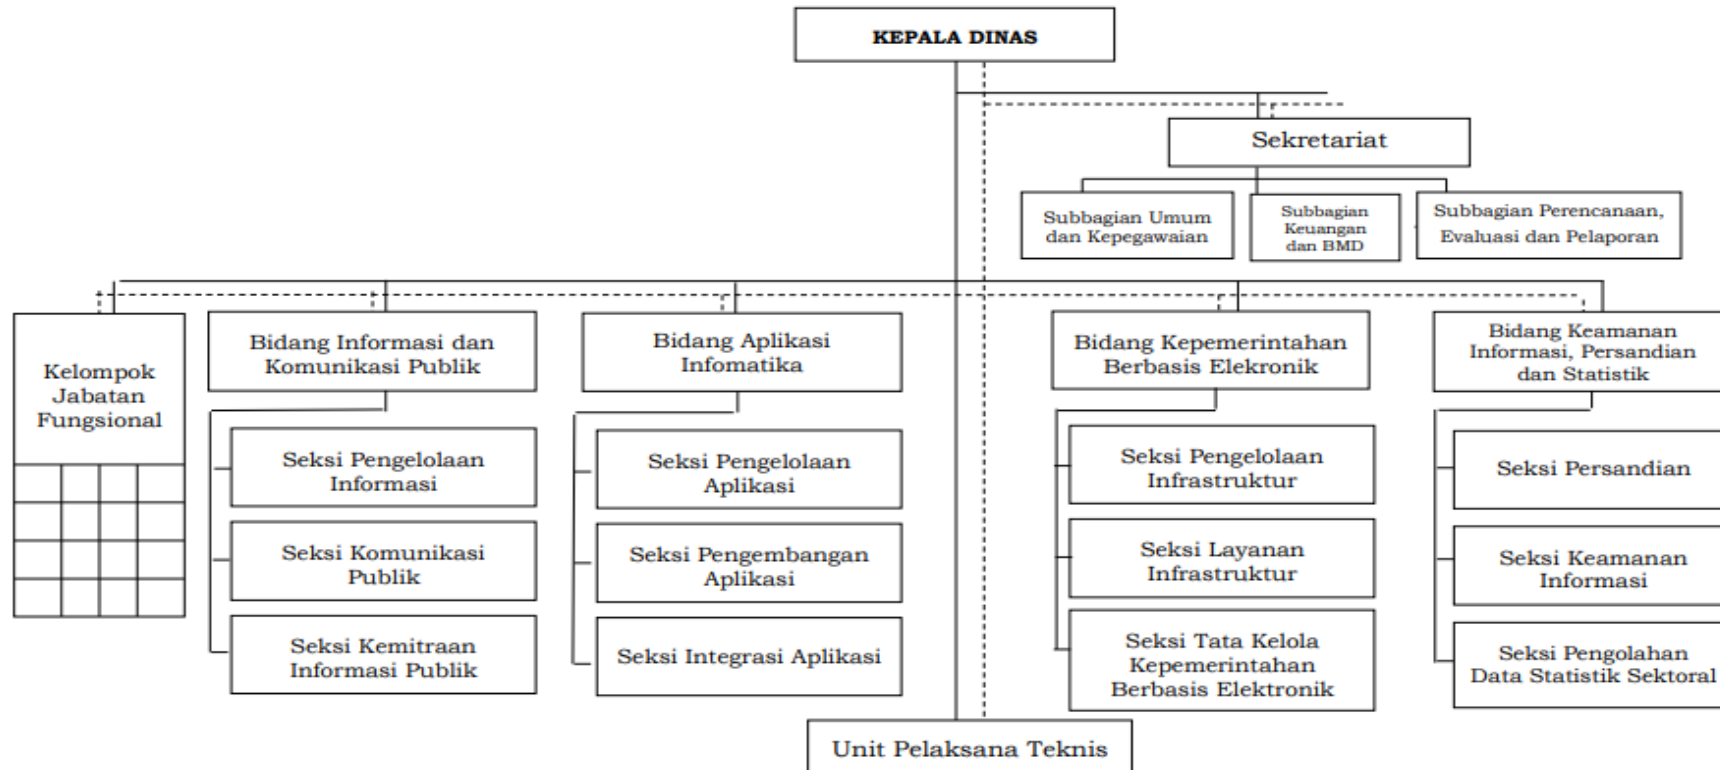 KEPALA DINAS
Sekretariat
Subbagian Umum
dan Kepegawaian
Subbagian
Keuangan
dan BMD
Subbagian Perencanaan,
Evaluasi dan Pelaporan
Kelompok
Jabatan
Fungsional
Bidang Informasi dan
Komunikasi Publik
Seksi Pengelolaan
Informasi
Seksi Komunikasi
Publik
Seksi Kemitraan
Informasi Publik
Bidang Aplikasi
Infomatika
Seksi Pengelolaan
Aplikasi
Seksi Pengembangan
Aplikasi
Seksi Integrasi Aplikasi
Bidang Kepemerintahan
Berbasis Elekronik
Seksi Pengelolaan
Infrastruktur
Seksi Layanan
Infrastruktur
Seksi Tata Kelola
Kepemerintahan
Berbasis Elektronik
Bidang Keamanan
Informasi, Persandian
dan Statistik
Seksi Persandian
Seksi Keamanan
Informasi
Seksi Pengolahan
Data Statistik Sektoral
Unit Pelaksana Teknis